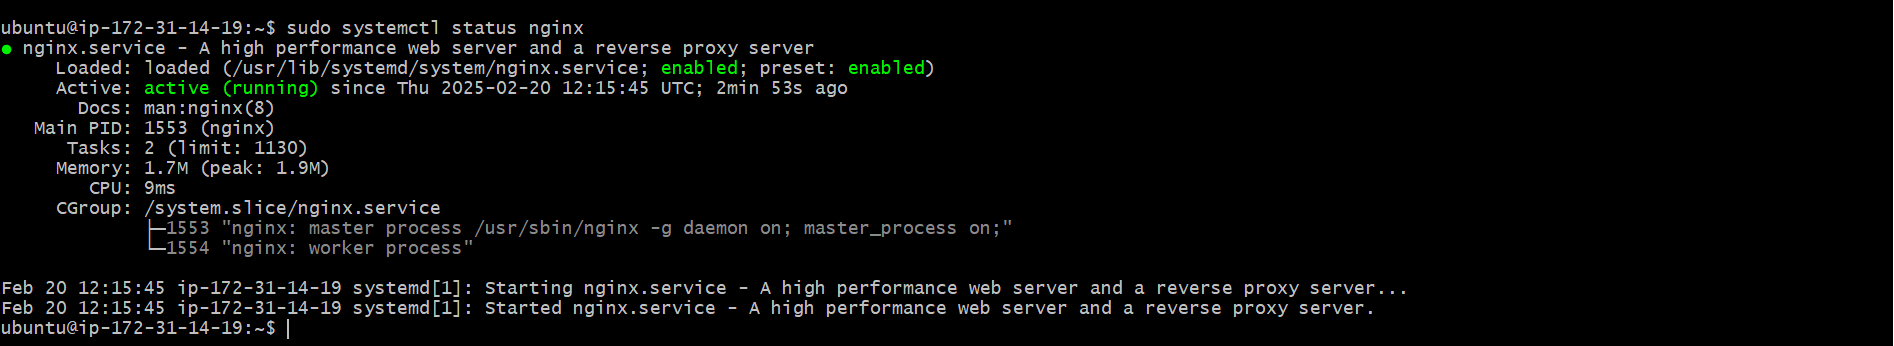 ubuntu@ip-172-31-14-19:~$ sudo systemctl status nginx
● nginx.service - A high performance web server and a reverse proxy server
     Loaded: loaded (/usr/lib/systemd/system/nginx.service; enabled; preset: enabled)
     Active: active (running) since Thu 2025-02-20 12:15:45 UTC; 2min 53s ago
       Docs: man:nginx(8)
   Main PID: 1553 (nginx)
      Tasks: 2 (limit: 1130)
     Memory: 1.7M (peak: 1.9M)
        CPU: 9ms
     CGroup: /system.slice/nginx.service
             ├─1553 "nginx: master process /usr/sbin/nginx -g daemon on; master_process on;"
             └─1554 "nginx: worker process"

Feb 20 12:15:45 ip-172-31-14-19 systemd[1]: Starting nginx.service - A high performance web server and a reverse proxy server...
Feb 20 12:15:45 ip-172-31-14-19 systemd[1]: Started nginx.service - A high performance web server and a reverse proxy server.
ubuntu@ip-172-31-14-19:~$